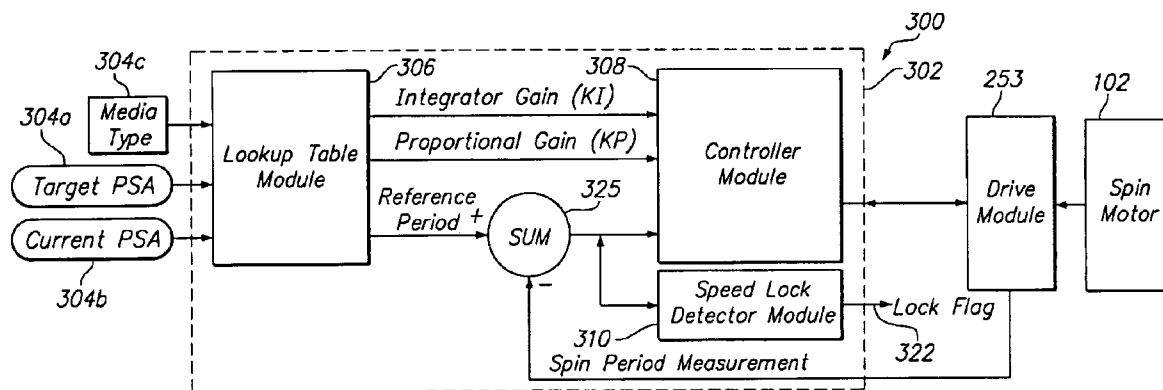 300
304c
306
308
302
253
102
Media
Type
Integrator Gain (KI)
304a
Lookup Table
Module
Proportional Gain (KP)
Controller
Module
Target PSA
Reference
Period
+
325
Drive
Module
Spin
Motor
Current PSA
SUM
304b
−
Speed Lock
Detector Module
Lock Flag
310
322
Spin Period Measurement